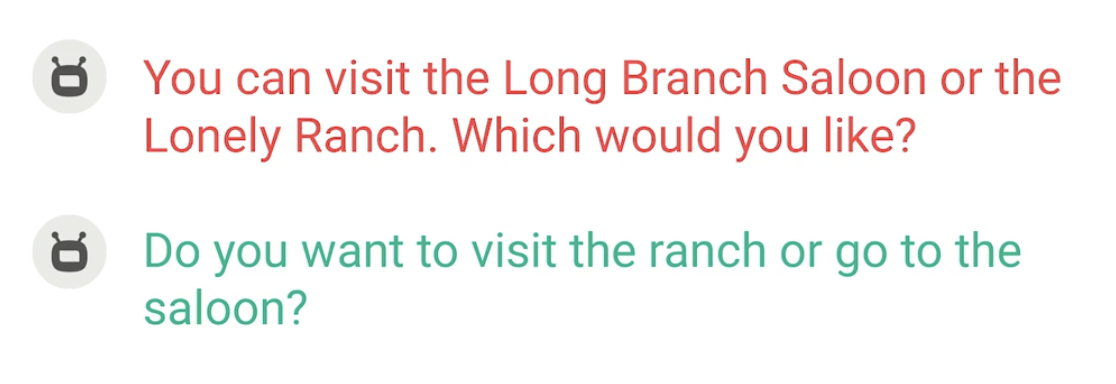 You can visit the Long Branch Saloon or the
Lonely Ranch. Which would you like?
Do you want to visit the ranch or go to the
saloon?